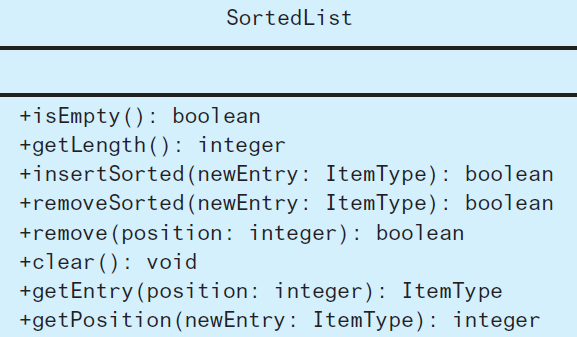 SortedList
+isEmpty(): boolean
+getLength(): integer
+insertSorted(newEntry: ItemType): boolean
+removeSorted(newEntry: ItemType): boolean
+remove(position: integer): boolean
+clear(): void
+getEntry(position: integer): ItemType
+getPosition(newEntry: ItemType): integer